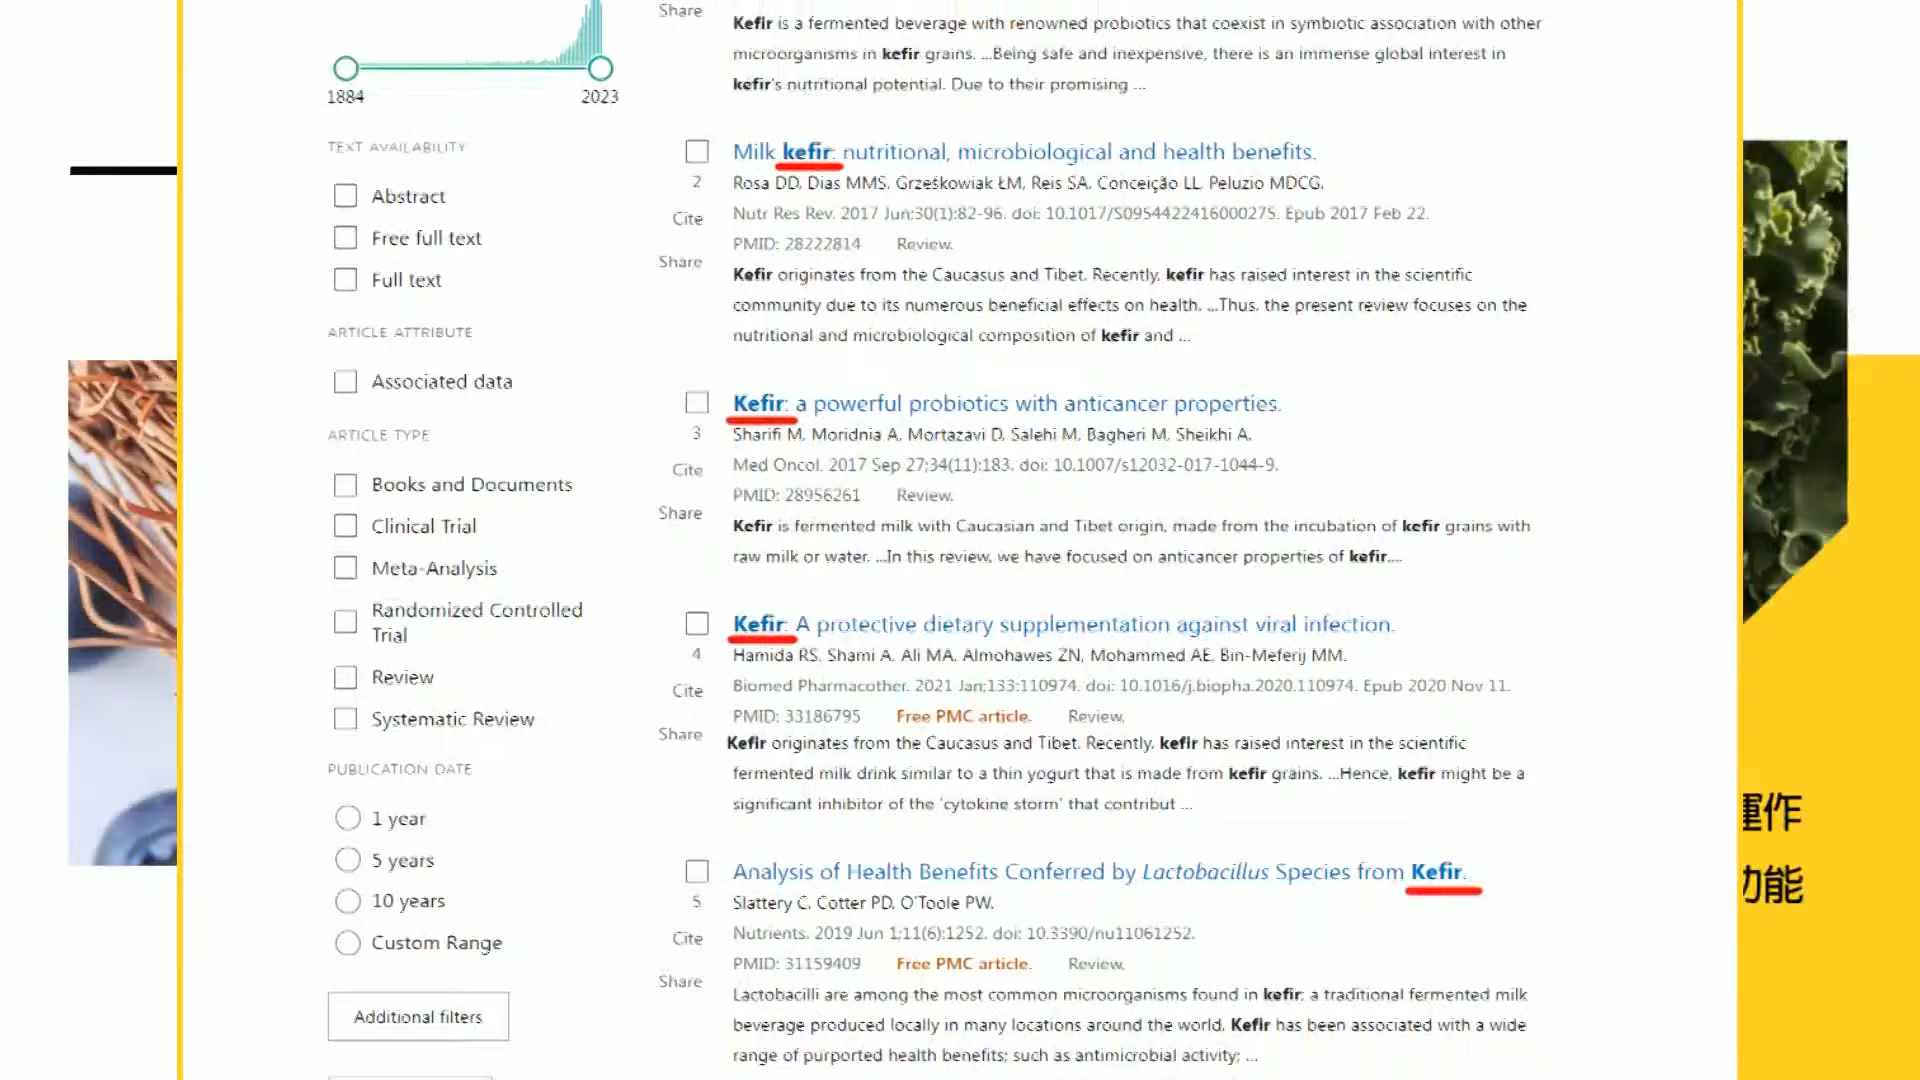 1884
2023
TEXT AVAILABILITY
Abstract
Free full text
Full text
ARTICLE ATTRIBUTE
Associated data
ARTICLE TYPE
Books and Documents
Clinical Trial
Meta-Analysis
Randomized Controlled
Trial
Review
Systematic Review
PUBLICATION DATE
1 year
5 years
10 years
Custom Range
Additional filters
Share
Kefir is a fermented beverage with renowned probiotics that coexist in symbiotic association with other
microorganisms in kefir grains. ...Being safe and inexpensive, there is an immense global interest in
kefir's nutritional potential. Due to their promising ...
Milk kefir: nutritional, microbiological and health benefits.
2
Rosa DD, Dias MMS, Grześkowiak ŁM, Reis SA, Conceição LL, Peluzio MDCG.
Cite
Nutr Res Rev. 2017 Jun;30(1):82-96. doi: 10.1017/S0954422416000275. Epub 2017 Feb 22.
PMID: 28222814 Review.
Share
Kefir originates from the Caucasus and Tibet. Recently, kefir has raised interest in the scientific
community due to its numerous beneficial effects on health. ...Thus, the present review focuses on the
nutritional and microbiological composition of kefir and ...
Kefir: a powerful probiotics with anticancer properties.
3
Sharifi M, Moridnia A, Mortazavi D, Salehi M, Bagheri M, Sheikhi A.
Cite
Med Oncol. 2017 Sep 27;34(11):183. doi: 10.1007/s12032-017-1044-9.
PMID: 28956261 Review.
Share
Kefir is fermented milk with Caucasian and Tibet origin, made from the incubation of kefir grains with
raw milk or water. ...In this review, we have focused on anticancer properties of kefir....
Kefir: A protective dietary supplementation against viral infection.
4
Hamida RS, Shami A, Ali MA, Almohawes ZN, Mohammed AE, Bin-Meferij MM.
Cite
Biomed Pharmacother. 2021 Jan;133:110974. doi: 10.1016/j.biopha.2020.110974. Epub 2020 Nov 11.
PMID: 33186795 Free PMC article. Review.
Share
Kefir originates from the Caucasus and Tibet. Recently, kefir has raised interest in the scientific
fermented milk drink similar to a thin yogurt that is made from kefir grains. ...Hence, kefir might be a
significant inhibitor of the 'cytokine storm' that contribut ...
Analysis of Health Benefits Conferred by Lactobacillus Species from Kefir.
5
Slattery C, Cotter PD, O'Toole PW.
Cite
Nutrients. 2019 Jun 1;11(6):1252. doi: 10.3390/nu11061252.
PMID: 31159409 Free PMC article. Review.
Share
Lactobacilli are among the most common microorganisms found in kefir; a traditional fermented milk
beverage produced locally in many locations around the world. Kefir has been associated with a wide
range of purported health benefits; such as antimicrobial activity; ...
運作
功能